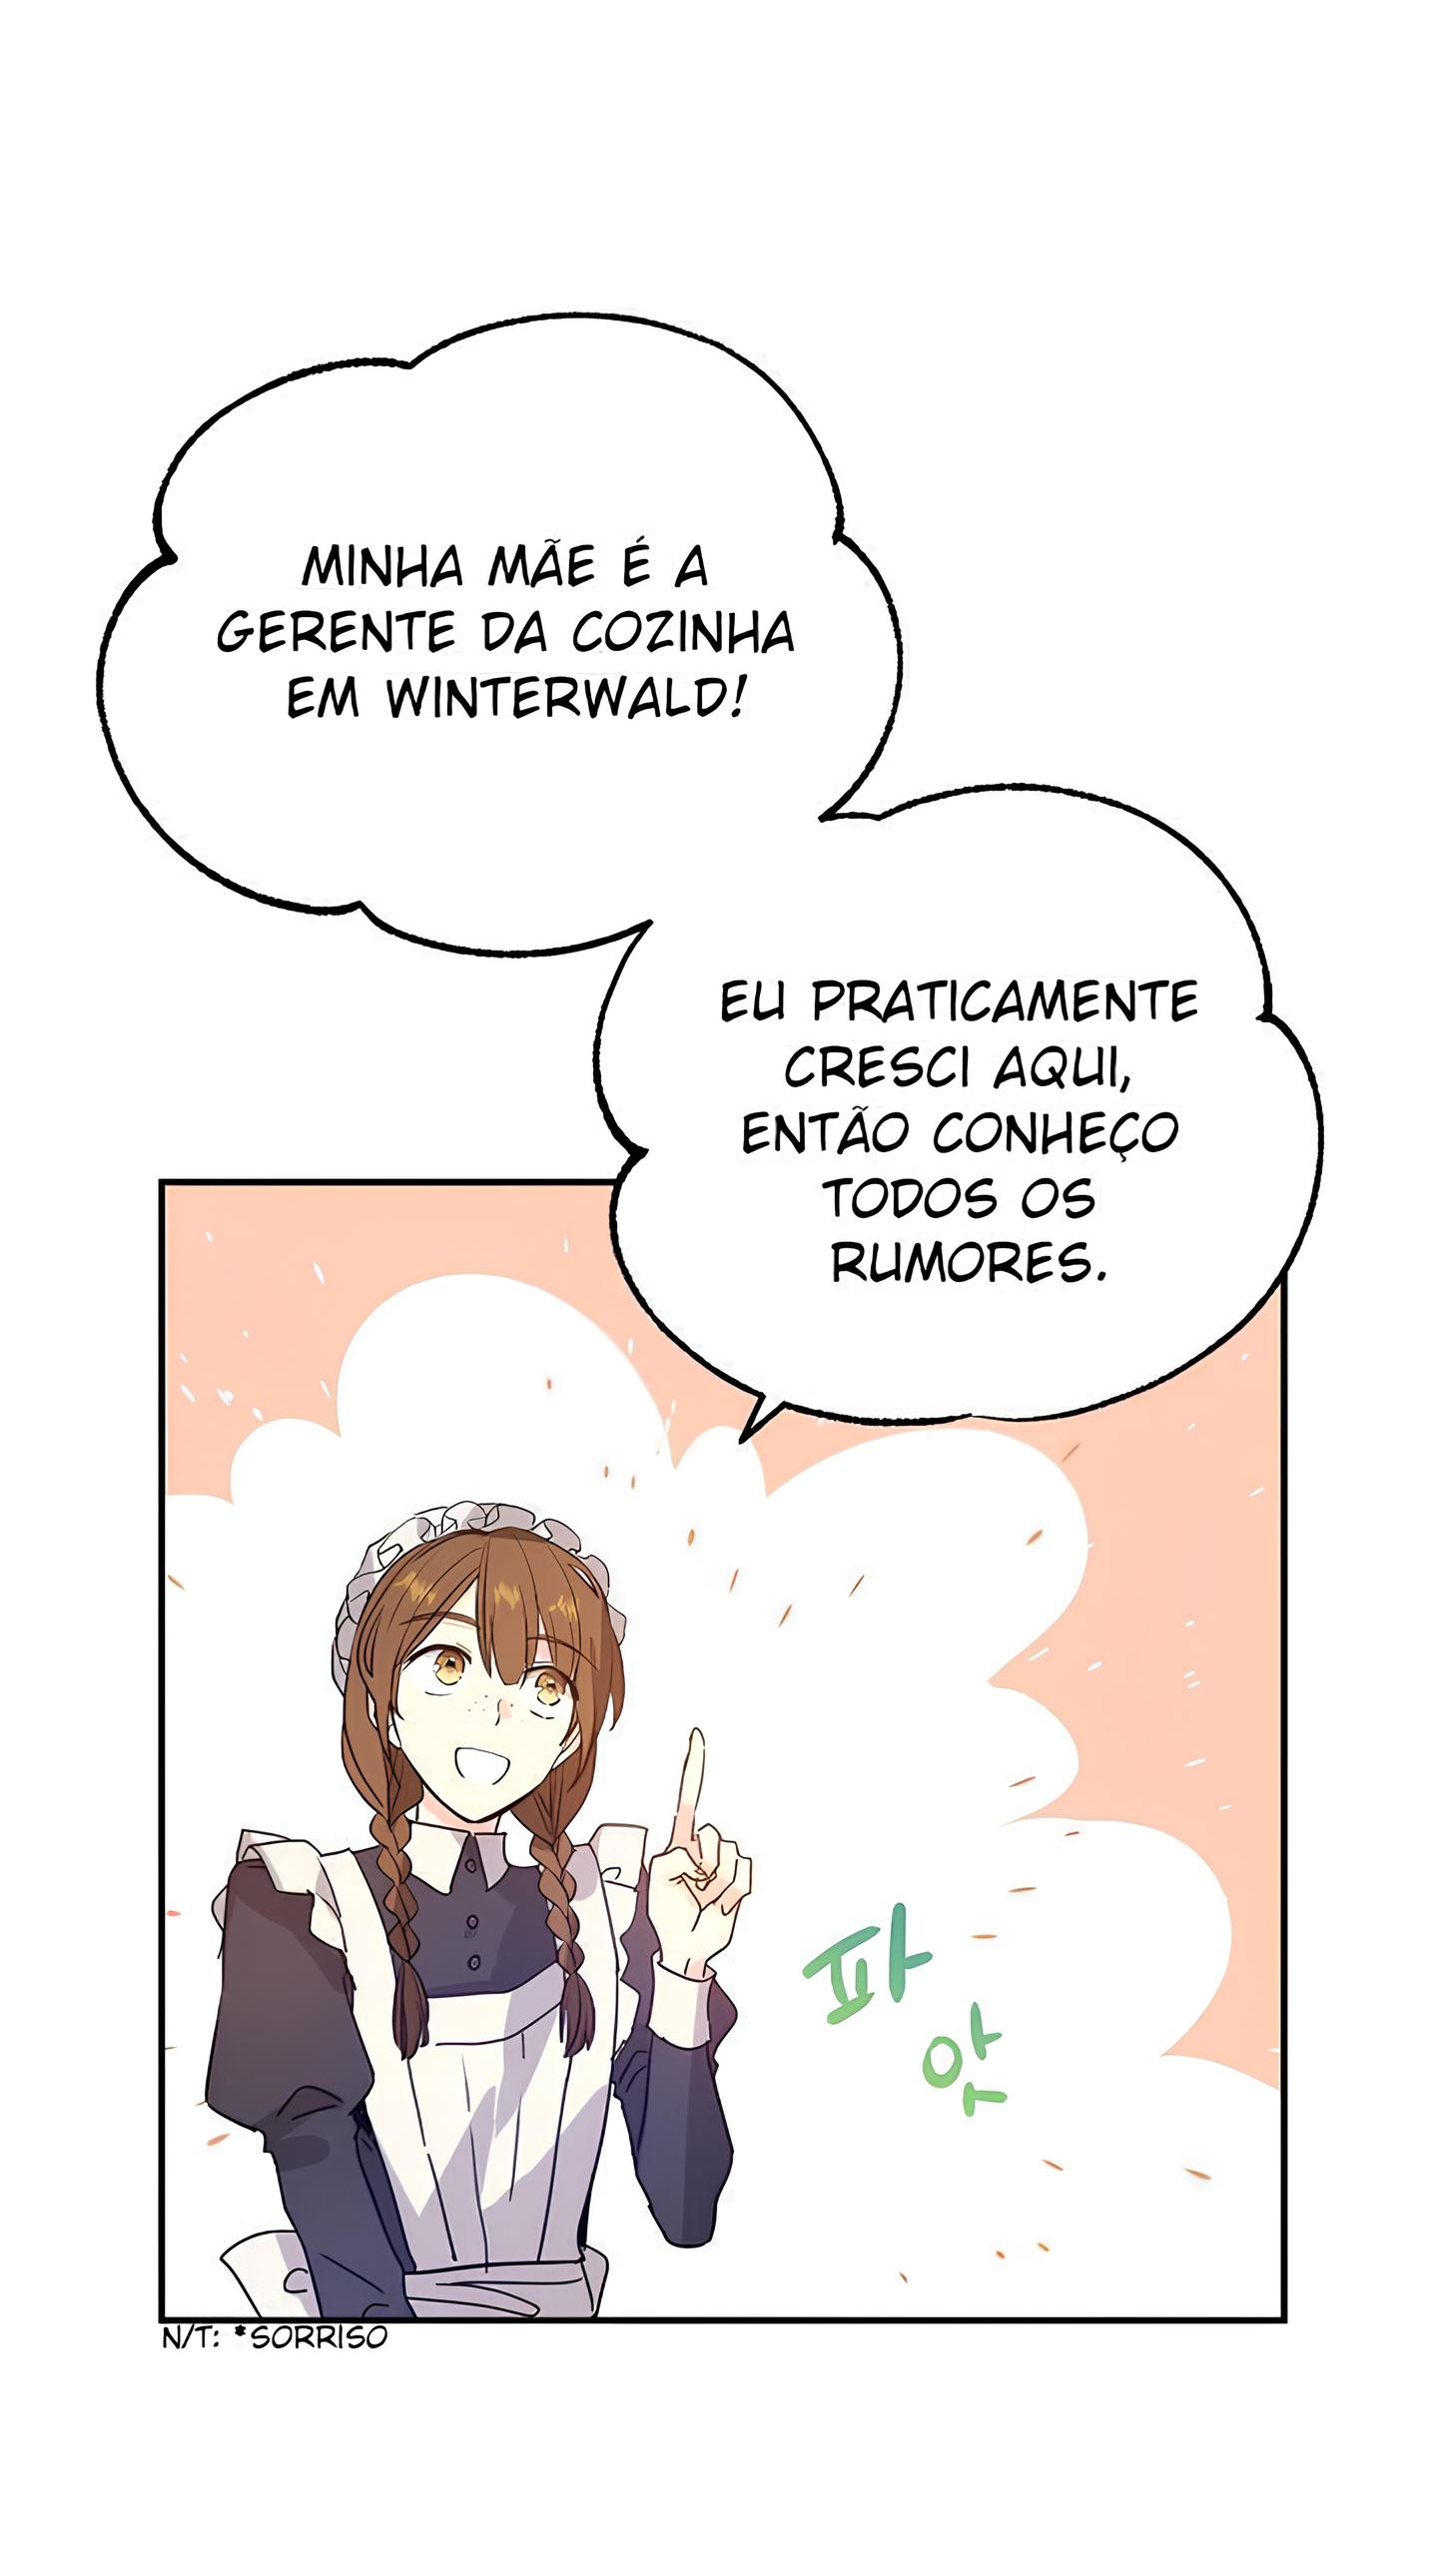 MINHA MÃE É A
GERENTE DA COZINHA
EM WINTERWALD!
EU PRATICAMENTE
CRESCI AQUI,
ENTÃO CONHEÇO
TODOS OS
RUMORES.
파
앗
N/T: *SORRISO